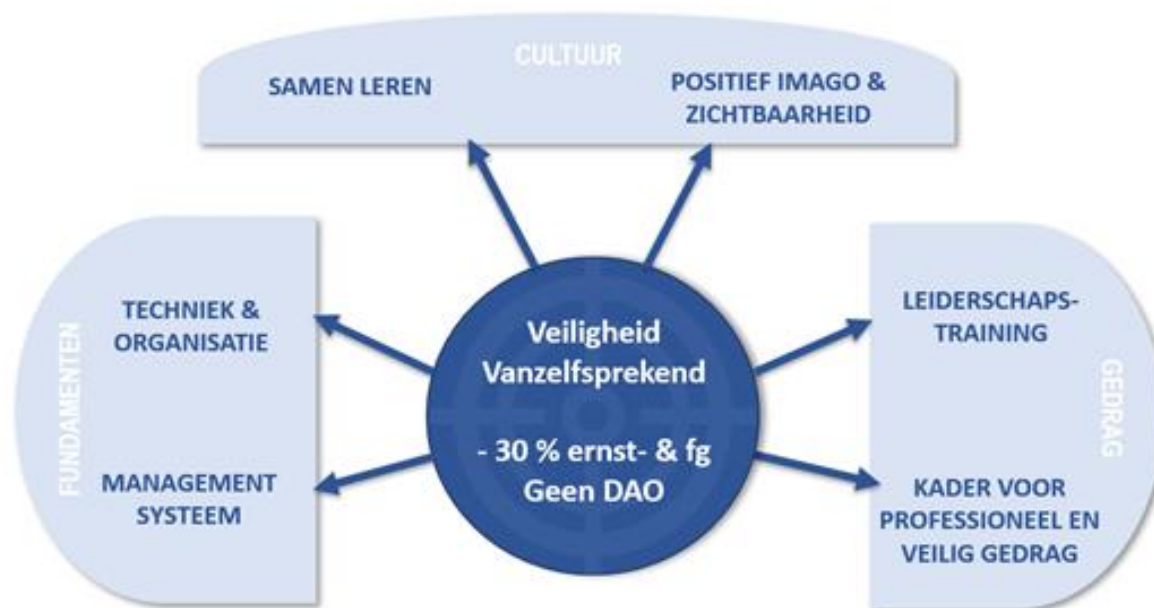 CULTUUR
SAMEN LEREN
POSITIEF IMAGO &
ZICHTBAARHEID
FUNDAMENTEN
TECHNIEK &
ORGANISATIE
MANAGEMENT
SYSTEEM
Veiligheid
Vanzelfsprekend
- 30 % ernst- & fg
Geen DAO
LEIDERSCHAPS-
TRAINING
KADER VOOR
PROFESSIONEEL EN
VEILIG GEDRAG
GEDRAG